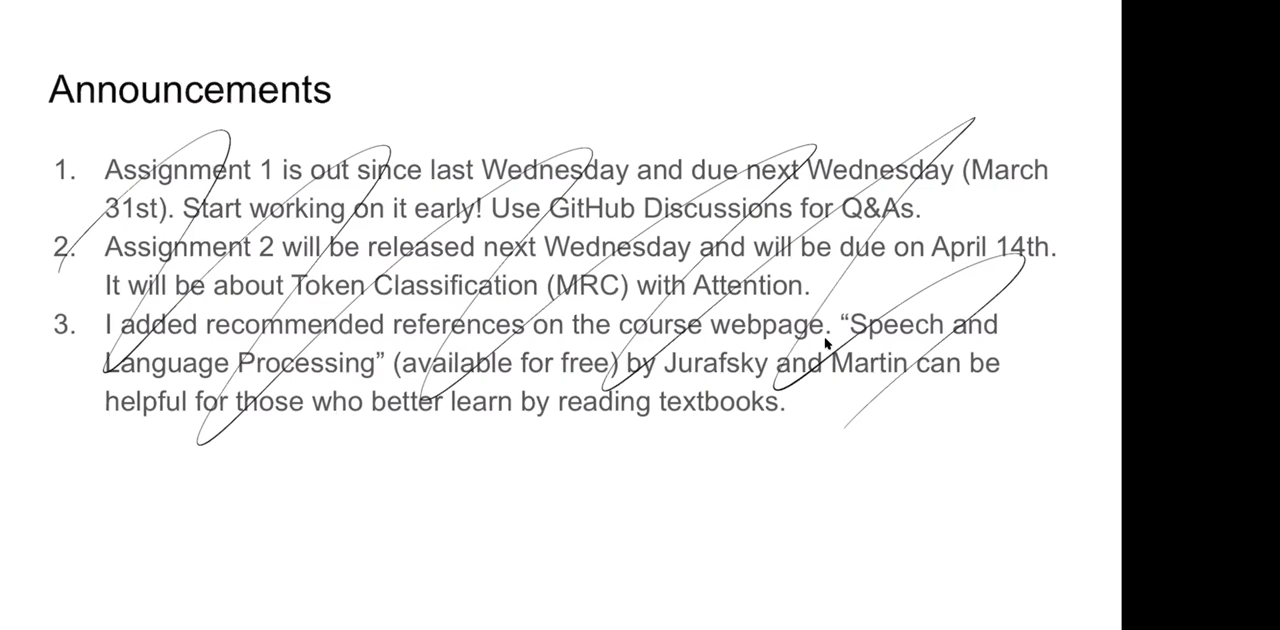 Announcements
1. Assignment 1 is out since last Wednesday and due next Wednesday (March
31st). Start working on it early! Use GitHub Discussions for Q&As.
2. Assignment 2 will be released next Wednesday and will be due on April 14th.
It will be about Token Classification (MRC) with Attention.
3. I added recommended references on the course webpage. “Speech and
Language Processing” (available for free) by Jurafsky and Martin can be
helpful for those who better learn by reading textbooks.